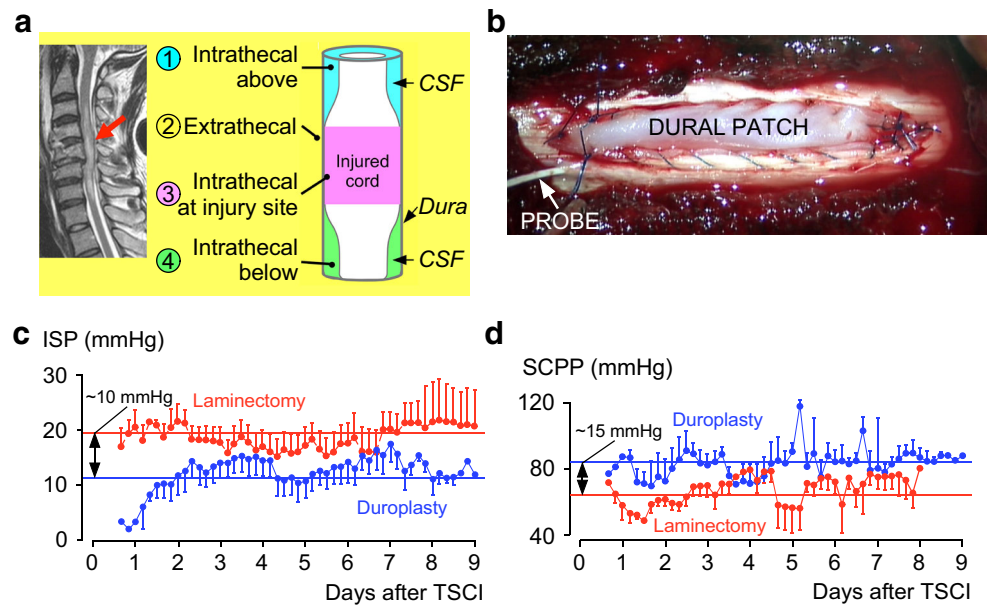 a
1 Intrathecal
above
2 Extrathecal
3 Intrathecal
at injury site
4 Intrathecal
below
CSF
Injured
cord
Dura
CSF
b
DURAL PATCH
PROBE
c
ISP (mmHg)
30
20
10
0
~10 mmHg
Laminectomy
Duroplasty
0 1 2 3 4 5 6 7 8 9
Days after TSCI
d
SCPP (mmHg)
120
80
40
~15 mmHg
Duroplasty
Laminectomy
0 1 2 3 4 5 6 7 8 9
Days after TSCI